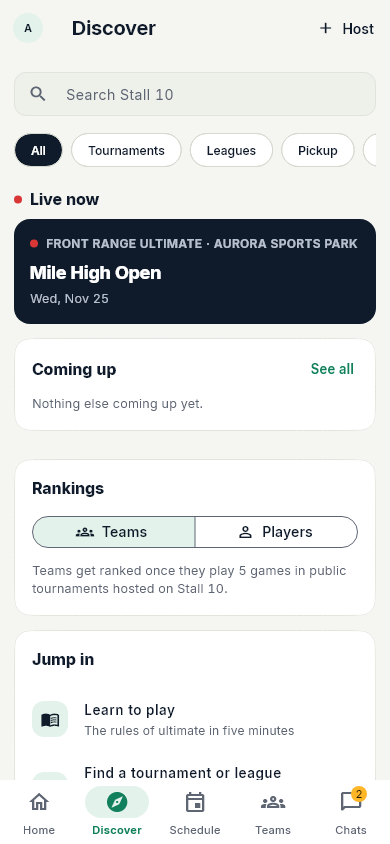 A
Discover
+ Host
Search Stall 10
All
Tournaments
Leagues
Pickup
Live now
FRONT RANGE ULTIMATE · AURORA SPORTS PARK
Mile High Open
Wed, Nov 25
Coming up
See all
Nothing else coming up yet.
Rankings
Teams
Players
Teams get ranked once they play 5 games in public
tournaments hosted on Stall 10.
Jump in
Learn to play
The rules of ultimate in five minutes
Find a tournament or league
2
Home
Discover
Schedule
Teams
Chats